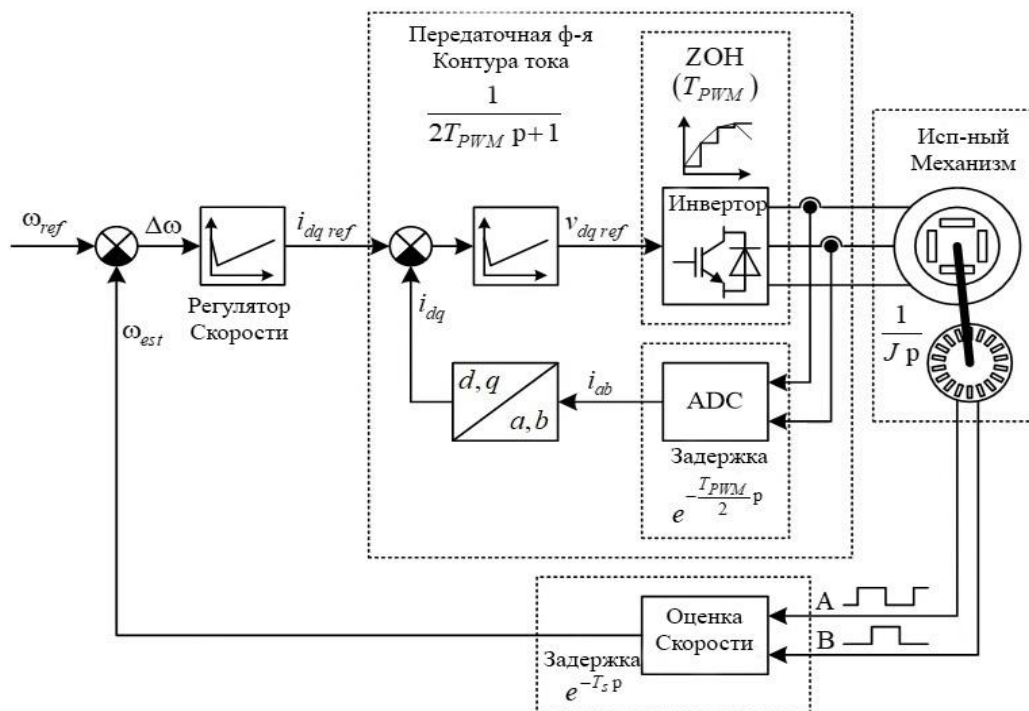 Передаточная ф-я
Контура тока
1
2T_PWM p+1
ZOH
(T_PWM)
Исп-ный
Механизм
ω_ref
Δω
i_dq ref
v_dq ref
Инвертор
Регулятор
Скорости
ω_est
i_dq
d, q
a, b
i_ab
ADC
Задержка
e^{-\frac{T_PWM}{2} p}
1
J p
A
B
Оценка
Скорости
Задержка
e^{-T_s p}